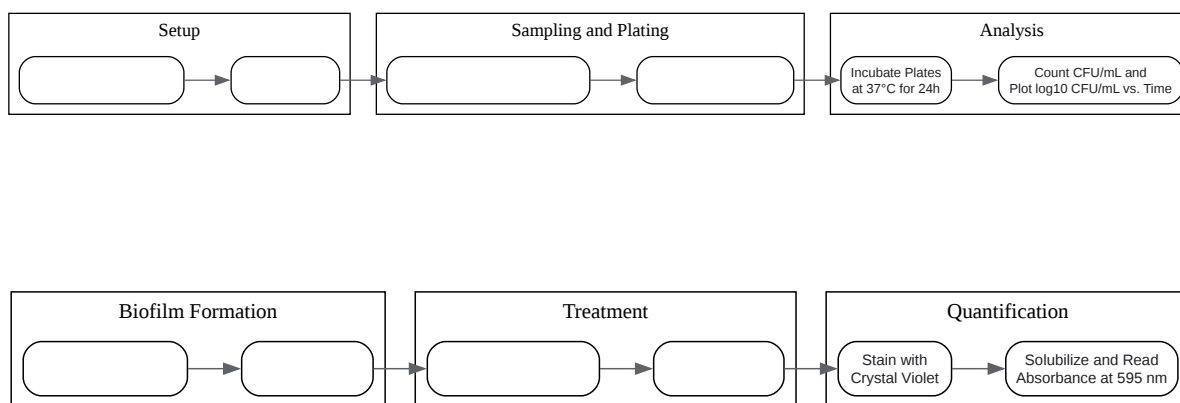 Setup
Sampling and Plating
Analysis
Incubate Plates
at 37°C for 24h
Count CFU/mL and
Plot log10 CFU/mL vs. Time
Biofilm Formation
Treatment
Quantification
Stain with
Crystal Violet
Solubilize and Read
Absorbance at 595 nm